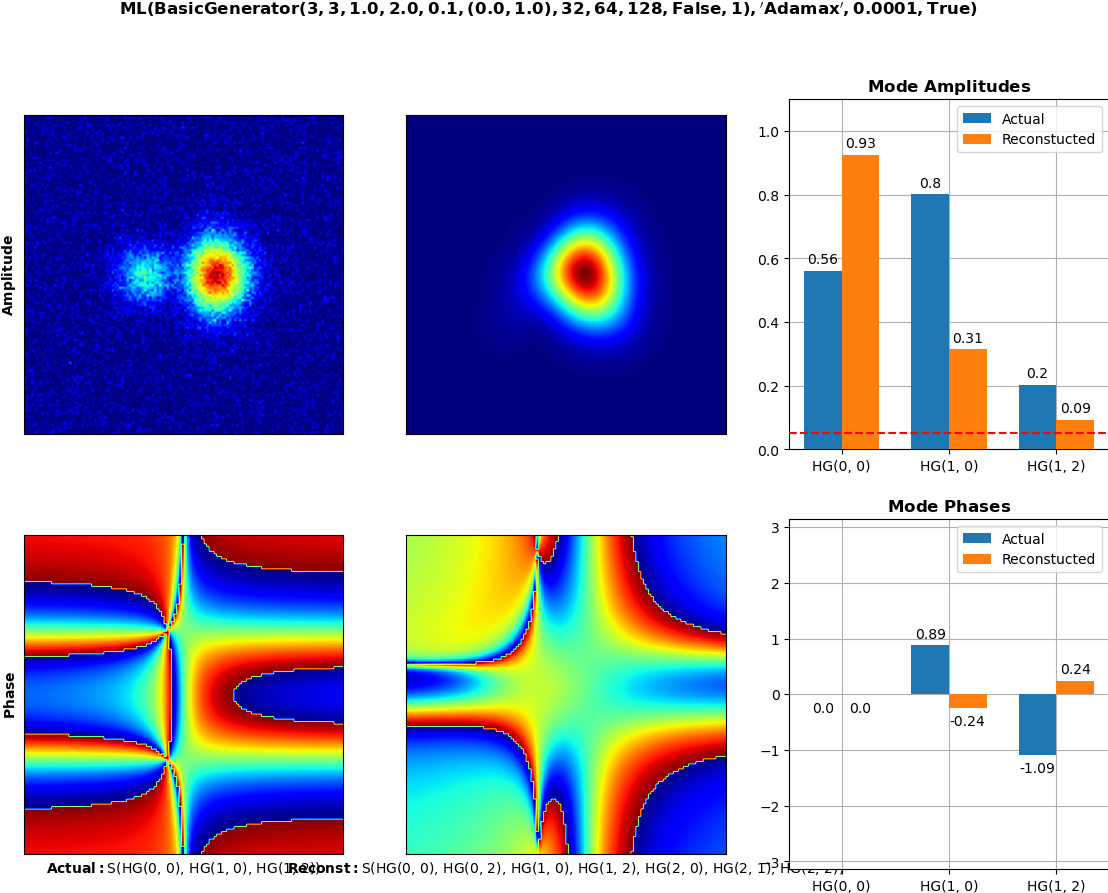 ML(BasicGenerator(3, 3, 1.0, 2.0, 0.1, (0.0, 1.0), 32, 64, 128, False, 1), ′Adamax′, 0.0001, True)
Mode Amplitudes
Amplitude
Actual
Reconstucted
1.0
0.8
0.6
0.4
0.2
0.0
0.56
0.93
0.8
0.31
0.2
0.09
HG(0, 0)
HG(1, 0)
HG(1, 2)
Mode Phases
Phase
Actual
Reconstucted
3
2
1
0
−1
−2
−3
0.0
0.0
0.89
-0.24
-1.09
0.24
HG(0, 0)
HG(1, 0)
HG(1, 2)
Actual: S(HG(0, 0), HG(1, 0), HG(1, 2))
Reconst: S(HG(0, 0), HG(0, 2), HG(1, 0), HG(1, 2), HG(2, 0), HG(2, 1), HG(2, 2))